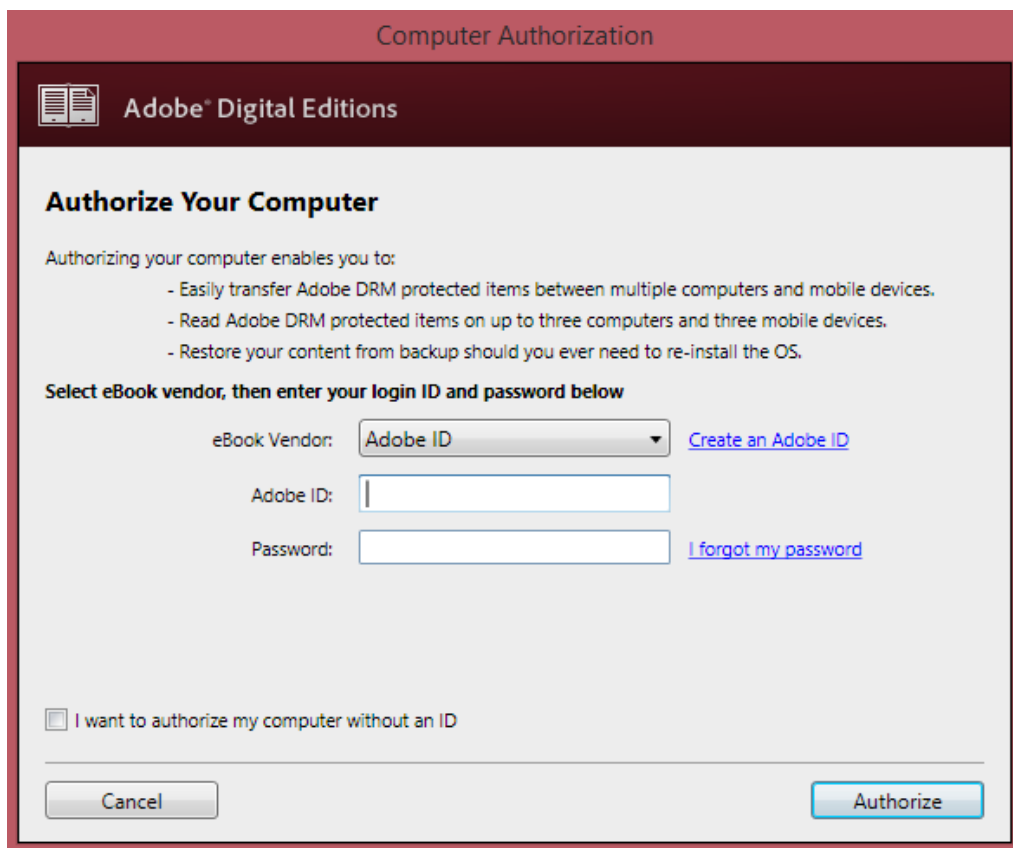 Computer Authorization
Adobe® Digital Editions
Authorize Your Computer
Authorizing your computer enables you to:
- Easily transfer Adobe DRM protected items between multiple computers and mobile devices.
- Read Adobe DRM protected items on up to three computers and three mobile devices.
- Restore your content from backup should you ever need to re-install the OS.
Select eBook vendor, then enter your login ID and password below
eBook Vendor: Adobe ID Create an Adobe ID
Adobe ID:
Password: I forgot my password
I want to authorize my computer without an ID
Cancel Authorize